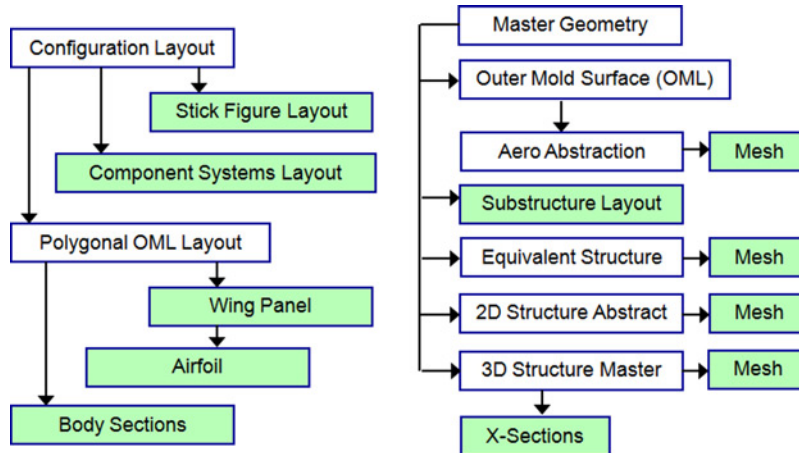 Configuration Layout
Stick Figure Layout
Component Systems Layout
Polygonal OML Layout
Wing Panel
Airfoil
Body Sections
Master Geometry
Outer Mold Surface (OML)
Aero Abstraction
Mesh
Substructure Layout
Equivalent Structure
Mesh
2D Structure Abstract
Mesh
3D Structure Master
Mesh
X-Sections